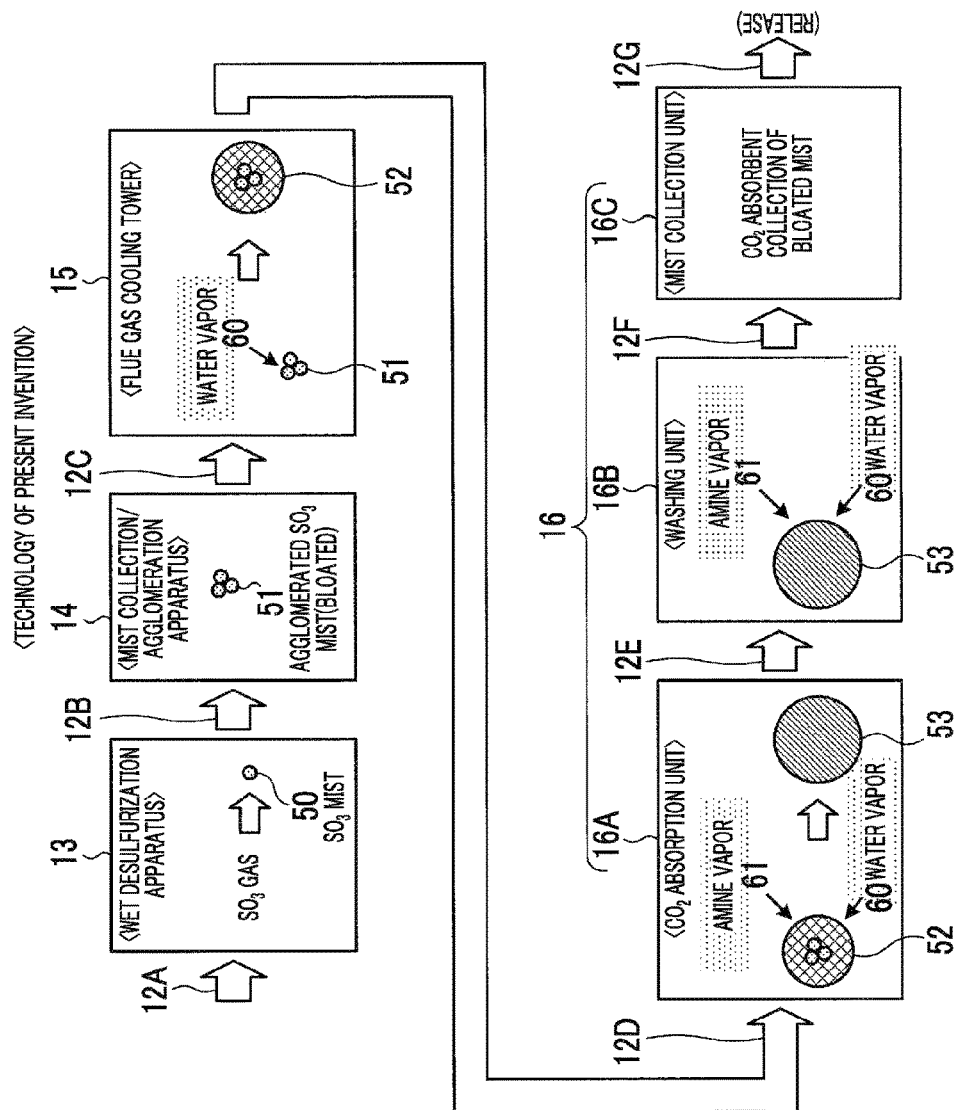 <TECHNOLOGY OF PRESENT INVENTION>
12A
13
<WET DESULFURIZATION
APPARATUS>
SO₃ GAS
50
SO₃ MIST
12B
14
<MIST COLLECTION/
AGGLOMERATION
APPARATUS>
51
AGGLOMERATED SO₃
MIST(BLOATED)
12C
15
<FLUE GAS COOLING TOWER>
WATER VAPOR
60
51
52
16
12D
16A
<CO₂ ABSORPTION UNIT>
AMINE VAPOR
61
60 WATER VAPOR
52
53
12E
16B
<WASHING UNIT>
AMINE VAPOR
61
60 WATER VAPOR
53
12F
16C
<MIST COLLECTION UNIT>
CO₂ ABSORBENT
COLLECTION OF
BLOATED MIST
12G
(RELEASE)